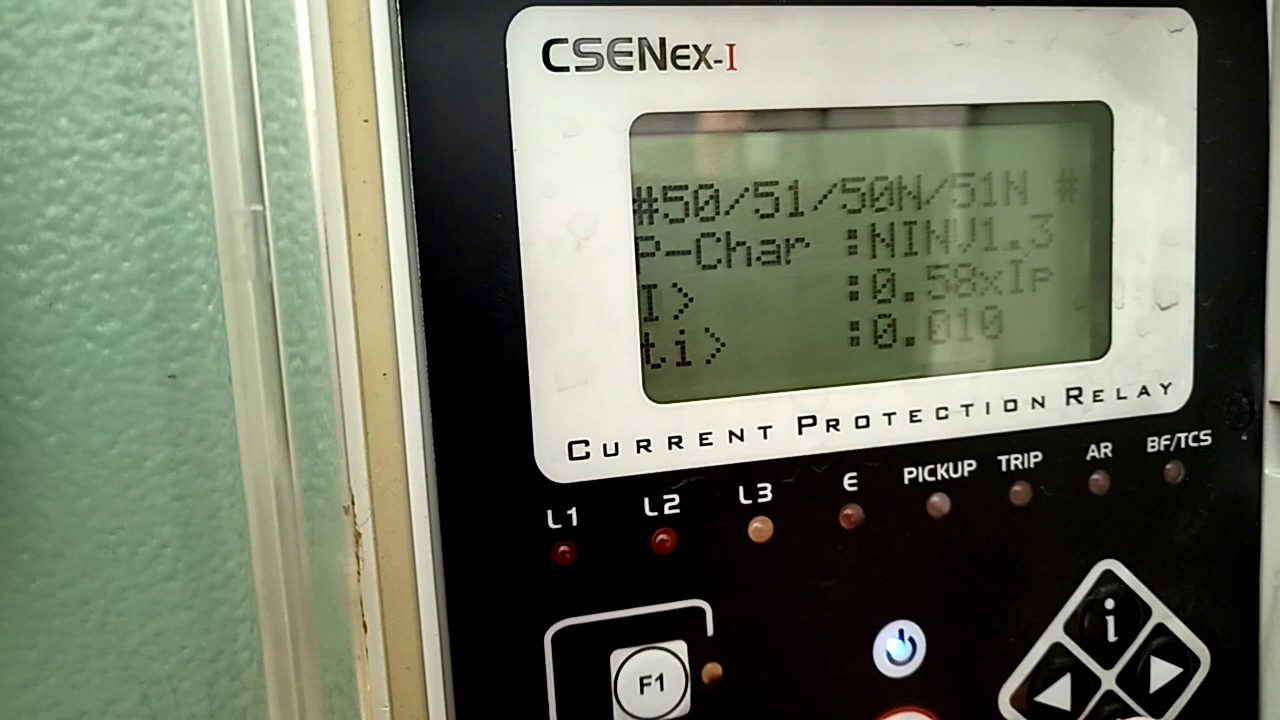 CSENEX-I
#50/51/50N/51N #
P-Char :NINV1.3
I> :0.58xIp
ti> :0.010
CURRENT PROTECTION RELAY
L1 L2 L3 E PICKUP TRIP AR BF/TCS
i
F1